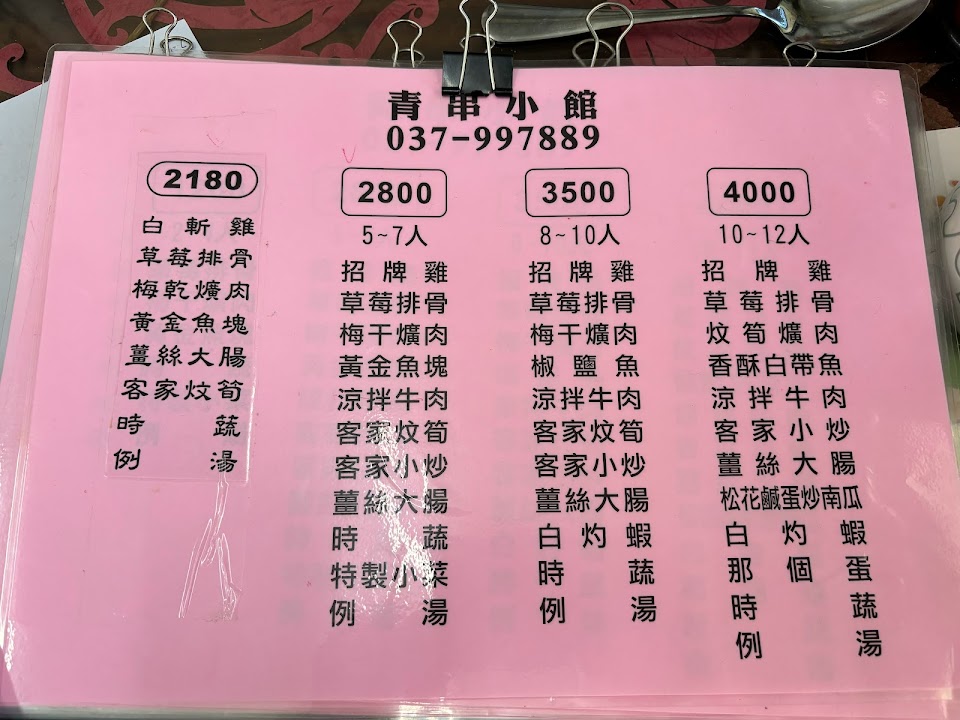 青串小館
037-997889
2180
白斬雞
草莓排骨
梅乾爌肉
黃金魚塊
薑絲大腸
客家炆筍
時蔬
例湯
2800
5~7人
招牌雞
草莓排骨
梅干爌肉
黃金魚塊
涼拌牛肉
客家炆筍
客家小炒
薑絲大腸
時蔬
特製小菜
例湯
3500
8~10人
招牌雞
草莓排骨
梅干爌肉
椒鹽魚
涼拌牛肉
客家炆筍
客家小炒
薑絲大腸
白灼蝦
時蔬
例湯
4000
10~12人
招牌雞
草莓排骨
炆筍爌肉
香酥白帶魚
涼拌牛肉
客家小炒
薑絲大腸
松花鹹蛋炒南瓜
白灼蝦
那個蛋
時蔬
例湯